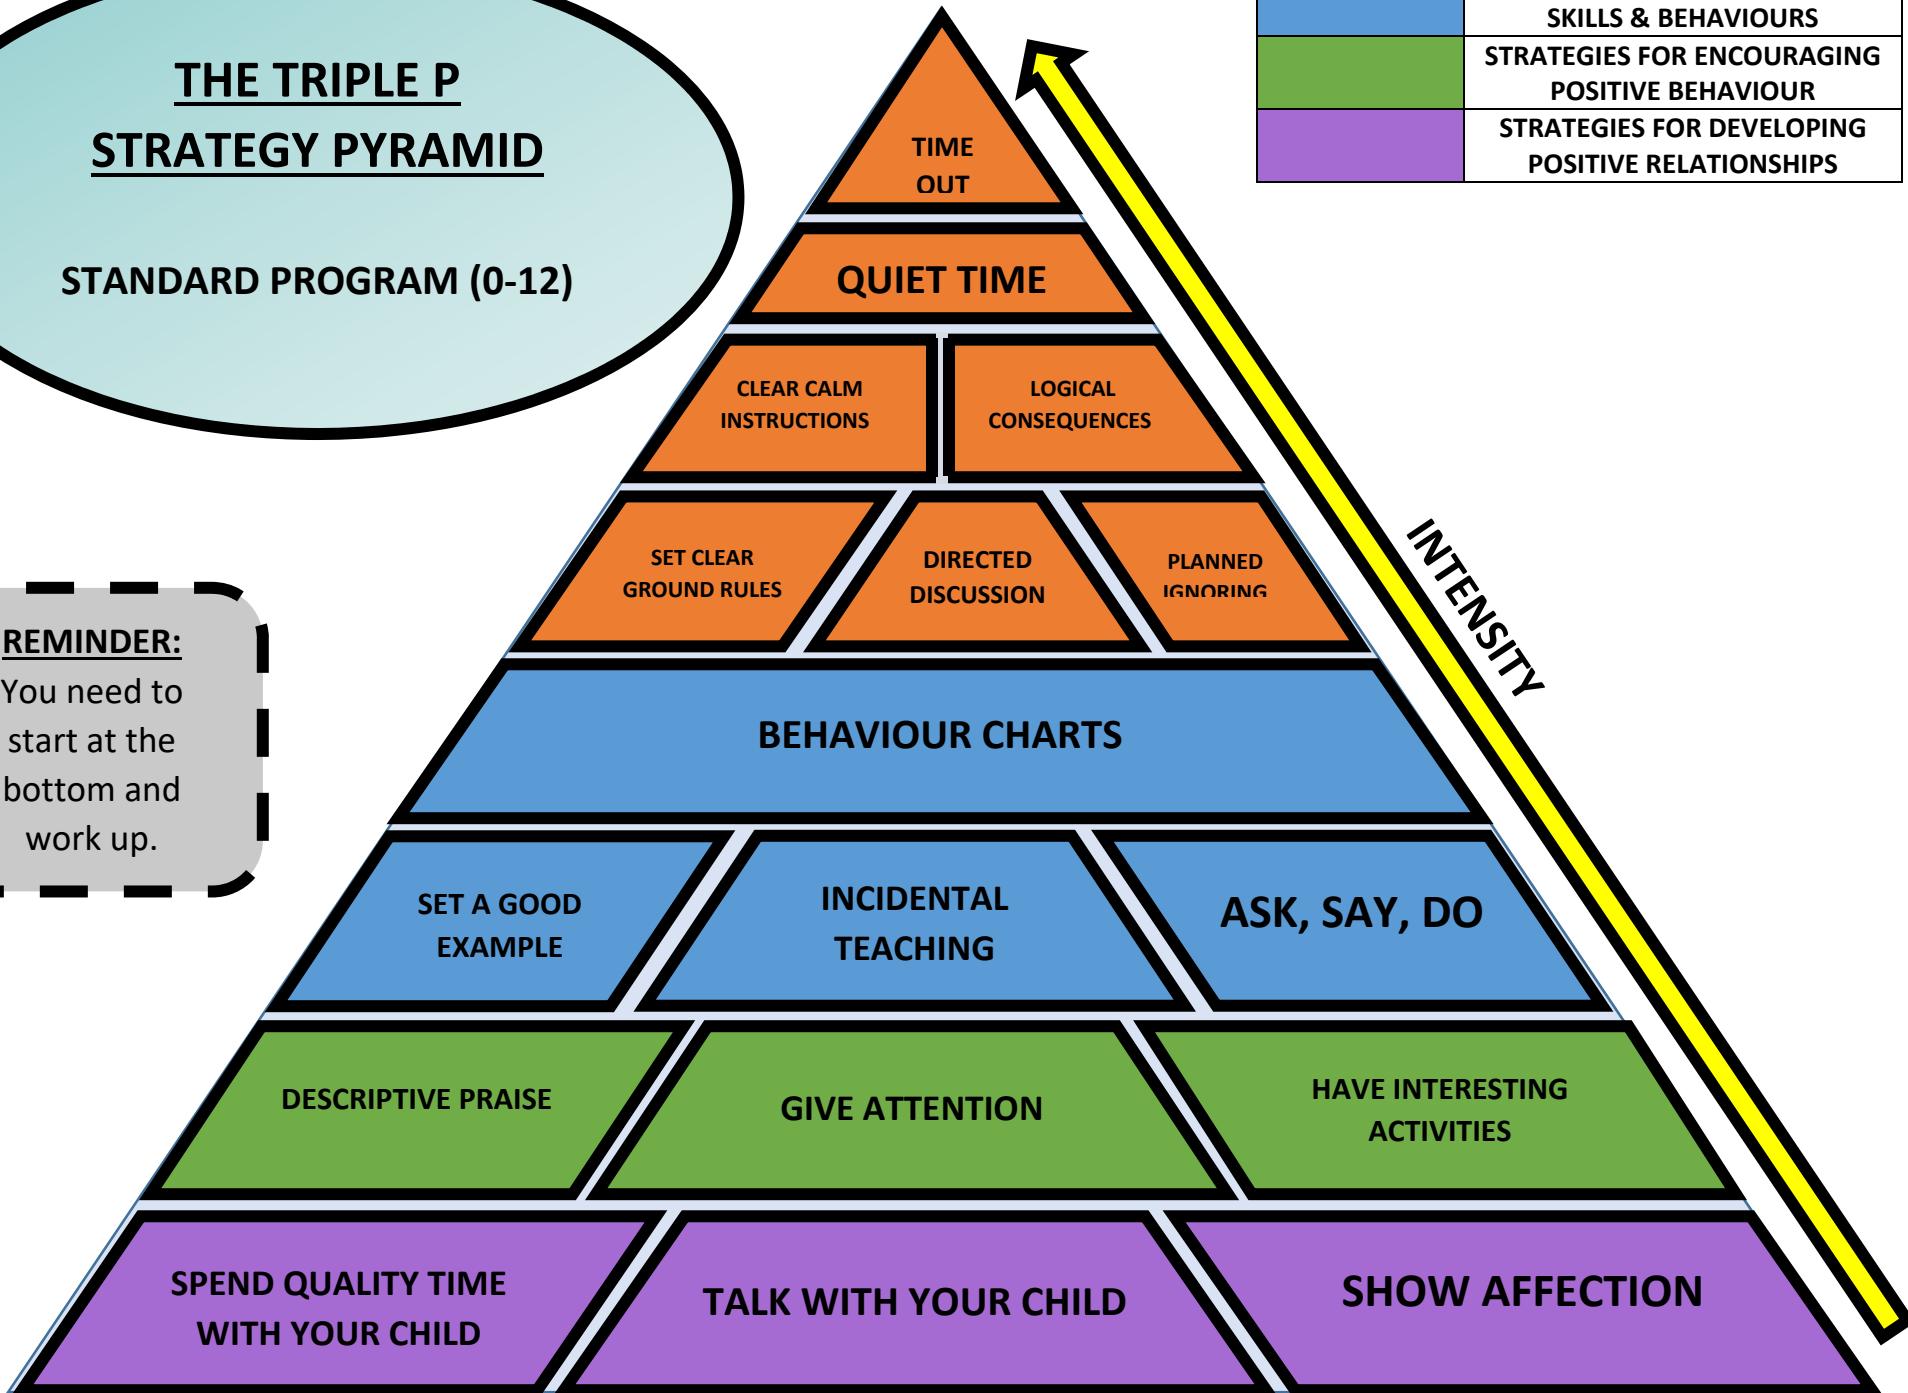 THE TRIPLE P
STRATEGY PYRAMID
STANDARD PROGRAM (0-12)
SKILLS & BEHAVIOURS
STRATEGIES FOR ENCOURAGING
POSITIVE BEHAVIOUR
STRATEGIES FOR DEVELOPING
POSITIVE RELATIONSHIPS
TIME
OUT
QUIET TIME
CLEAR CALM
INSTRUCTIONS
LOGICAL
CONSEQUENCES
SET CLEAR
GROUND RULES
DIRECTED
DISCUSSION
PLANNED
IGNORING
INTENSITY
REMINDER:
You need to
start at the
bottom and
work up.
BEHAVIOUR CHARTS
SET A GOOD
EXAMPLE
INCIDENTAL
TEACHING
ASK, SAY, DO
DESCRIPTIVE PRAISE
GIVE ATTENTION
HAVE INTERESTING
ACTIVITIES
SPEND QUALITY TIME
WITH YOUR CHILD
TALK WITH YOUR CHILD
SHOW AFFECTION